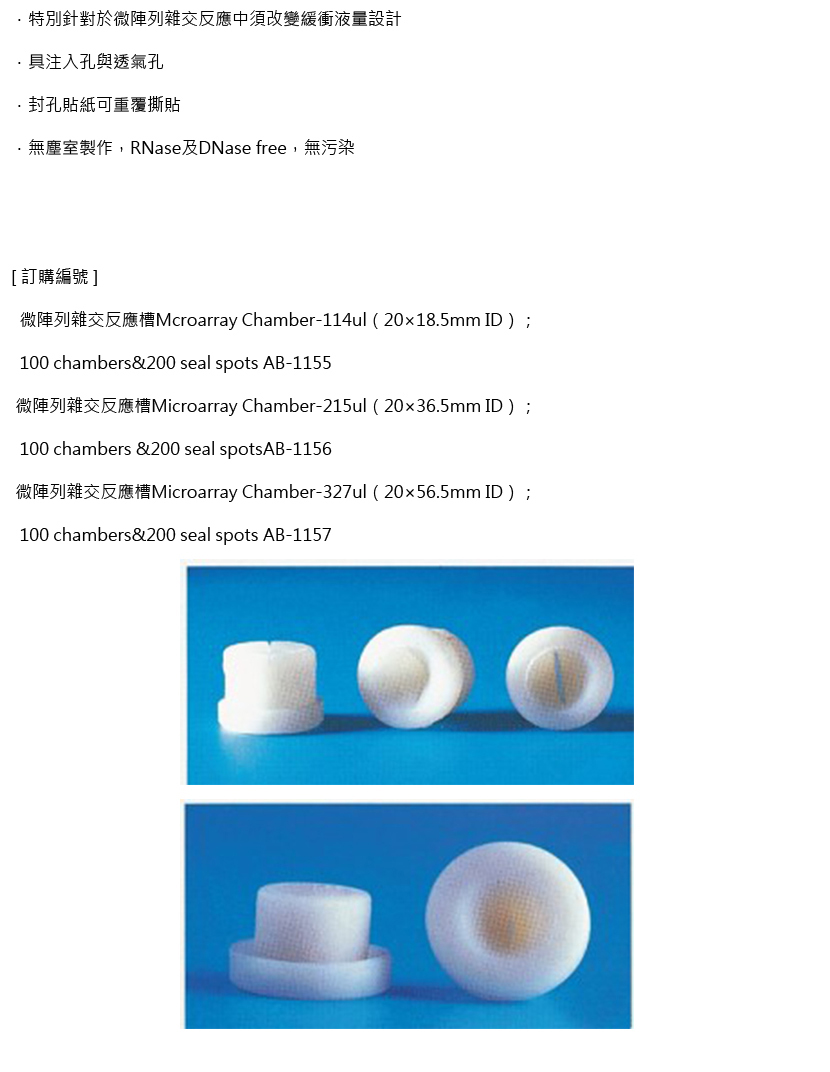 ．特別針對於微陣列雜交反應中須改變緩衝液量設計
．具注入孔與透氣孔
．封孔貼紙可重覆撕貼
．無塵室製作，RNase及DNase free，無污染
[ 訂購編號 ]
微陣列雜交反應槽Mcroarray Chamber-114ul（20×18.5mm ID）；
100 chambers&200 seal spots AB-1155
微陣列雜交反應槽Microarray Chamber-215ul（20×36.5mm ID）；
100 chambers &200 seal spotsAB-1156
微陣列雜交反應槽Microarray Chamber-327ul（20×56.5mm ID）；
100 chambers&200 seal spots AB-1157